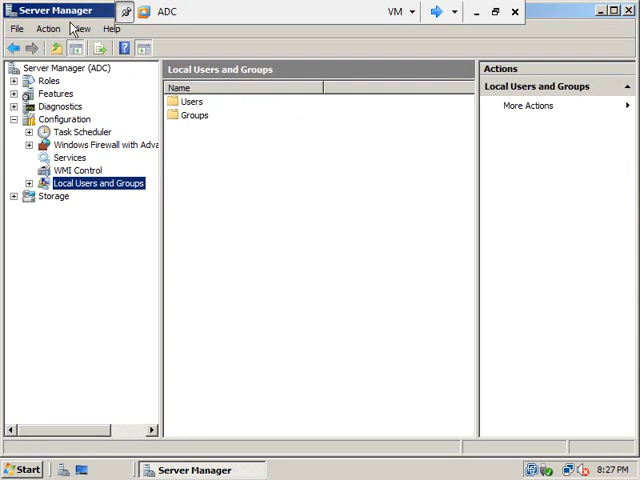 Server Manager
ADC
VM
File
Action
View
Help
Server Manager (ADC)
Roles
Features
Diagnostics
Configuration
Task Scheduler
Windows Firewall with Adva
Services
WMI Control
Local Users and Groups
Storage
Local Users and Groups
Name
Users
Groups
Actions
Local Users and Groups
More Actions
Start
Server Manager
8:27 PM